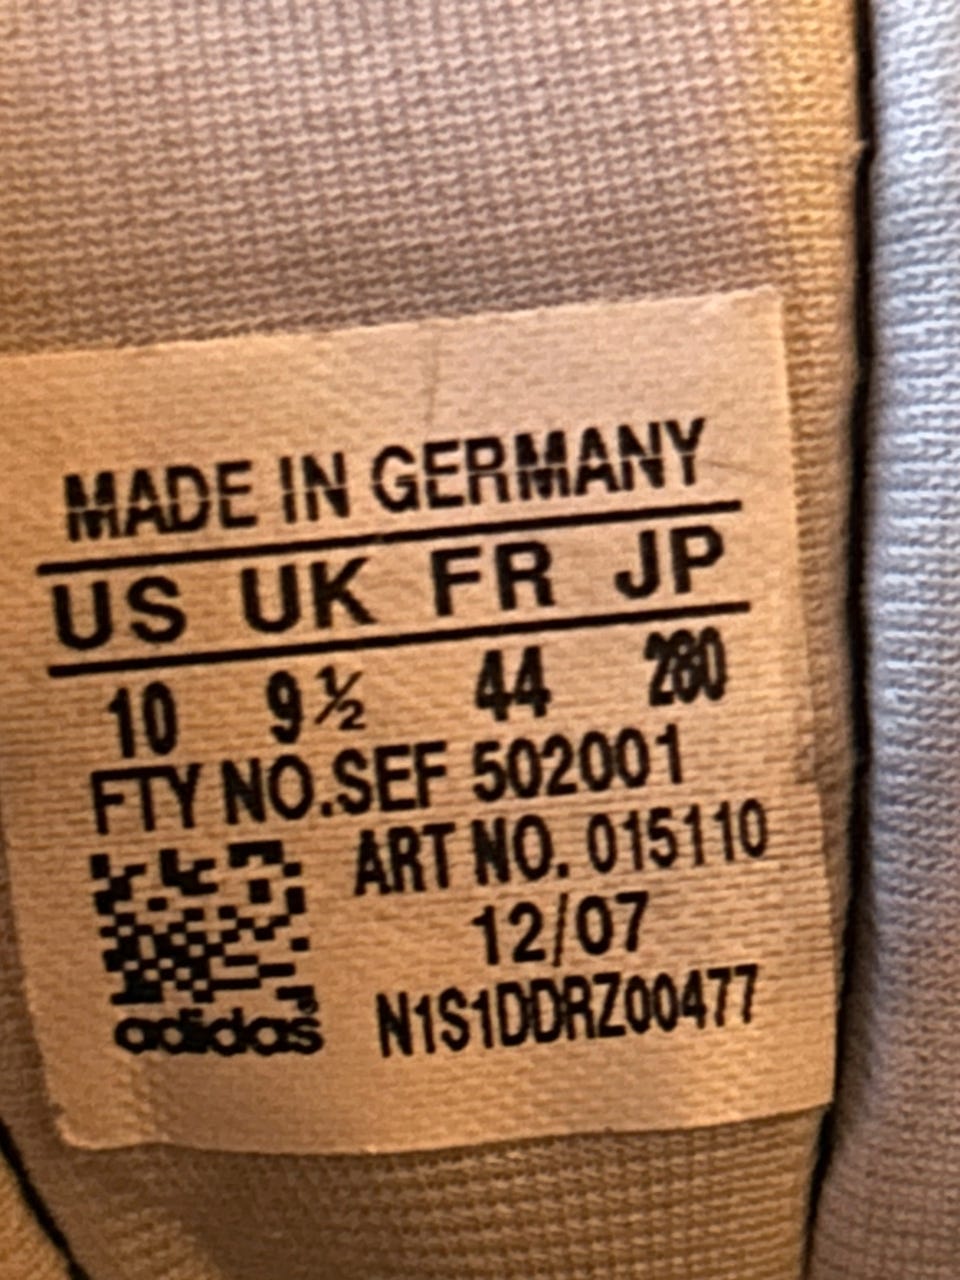 MADE IN GERMANY
US UK FR JP
10 9½ 44 280
FTY NO.SEF 502001
ART NO. 015110
12/07
adidas® N1S1DDRZ00477